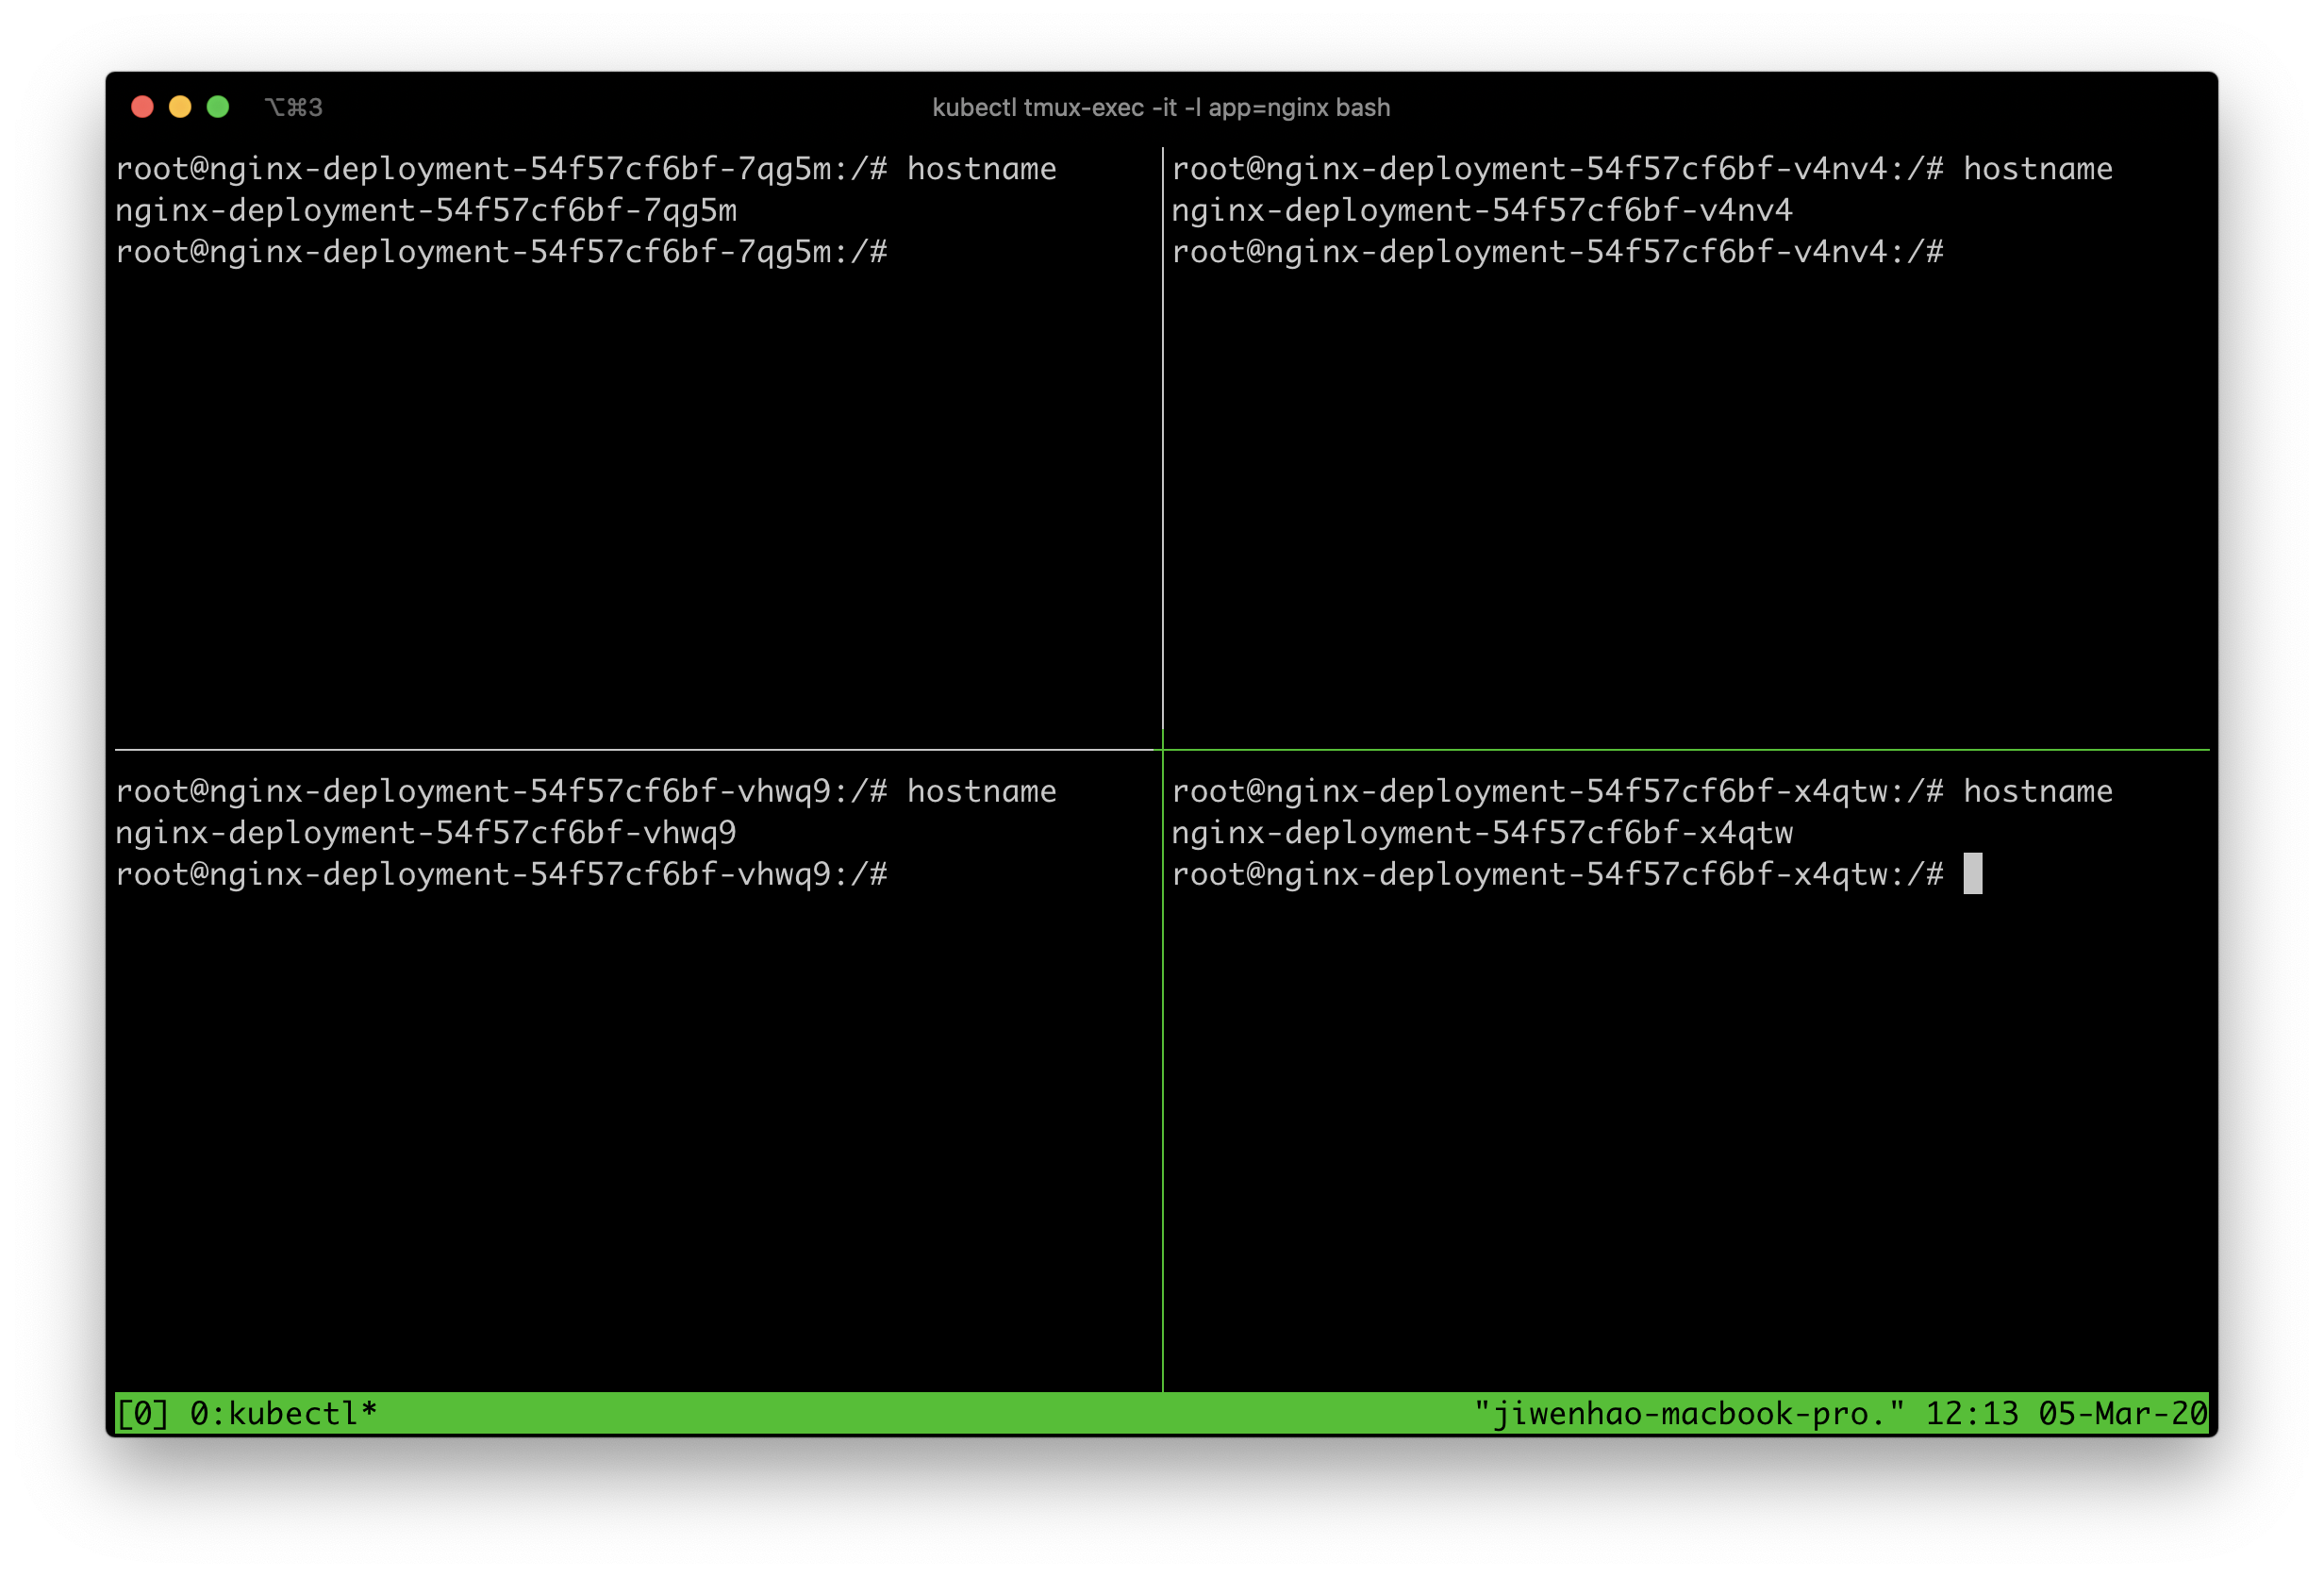 ⌥⌘3
kubectl tmux-exec -it -l app=nginx bash
root@nginx-deployment-54f57cf6bf-7qg5m:/# hostname
nginx-deployment-54f57cf6bf-7qg5m
root@nginx-deployment-54f57cf6bf-7qg5m:/#
root@nginx-deployment-54f57cf6bf-v4nv4:/# hostname
nginx-deployment-54f57cf6bf-v4nv4
root@nginx-deployment-54f57cf6bf-v4nv4:/#
root@nginx-deployment-54f57cf6bf-vhwq9:/# hostname
nginx-deployment-54f57cf6bf-vhwq9
root@nginx-deployment-54f57cf6bf-vhwq9:/#
root@nginx-deployment-54f57cf6bf-x4qtw:/# hostname
nginx-deployment-54f57cf6bf-x4qtw
root@nginx-deployment-54f57cf6bf-x4qtw:/#
[0] 0:kubectl* "jiwenhao-macbook-pro." 12:13 05-Mar-20